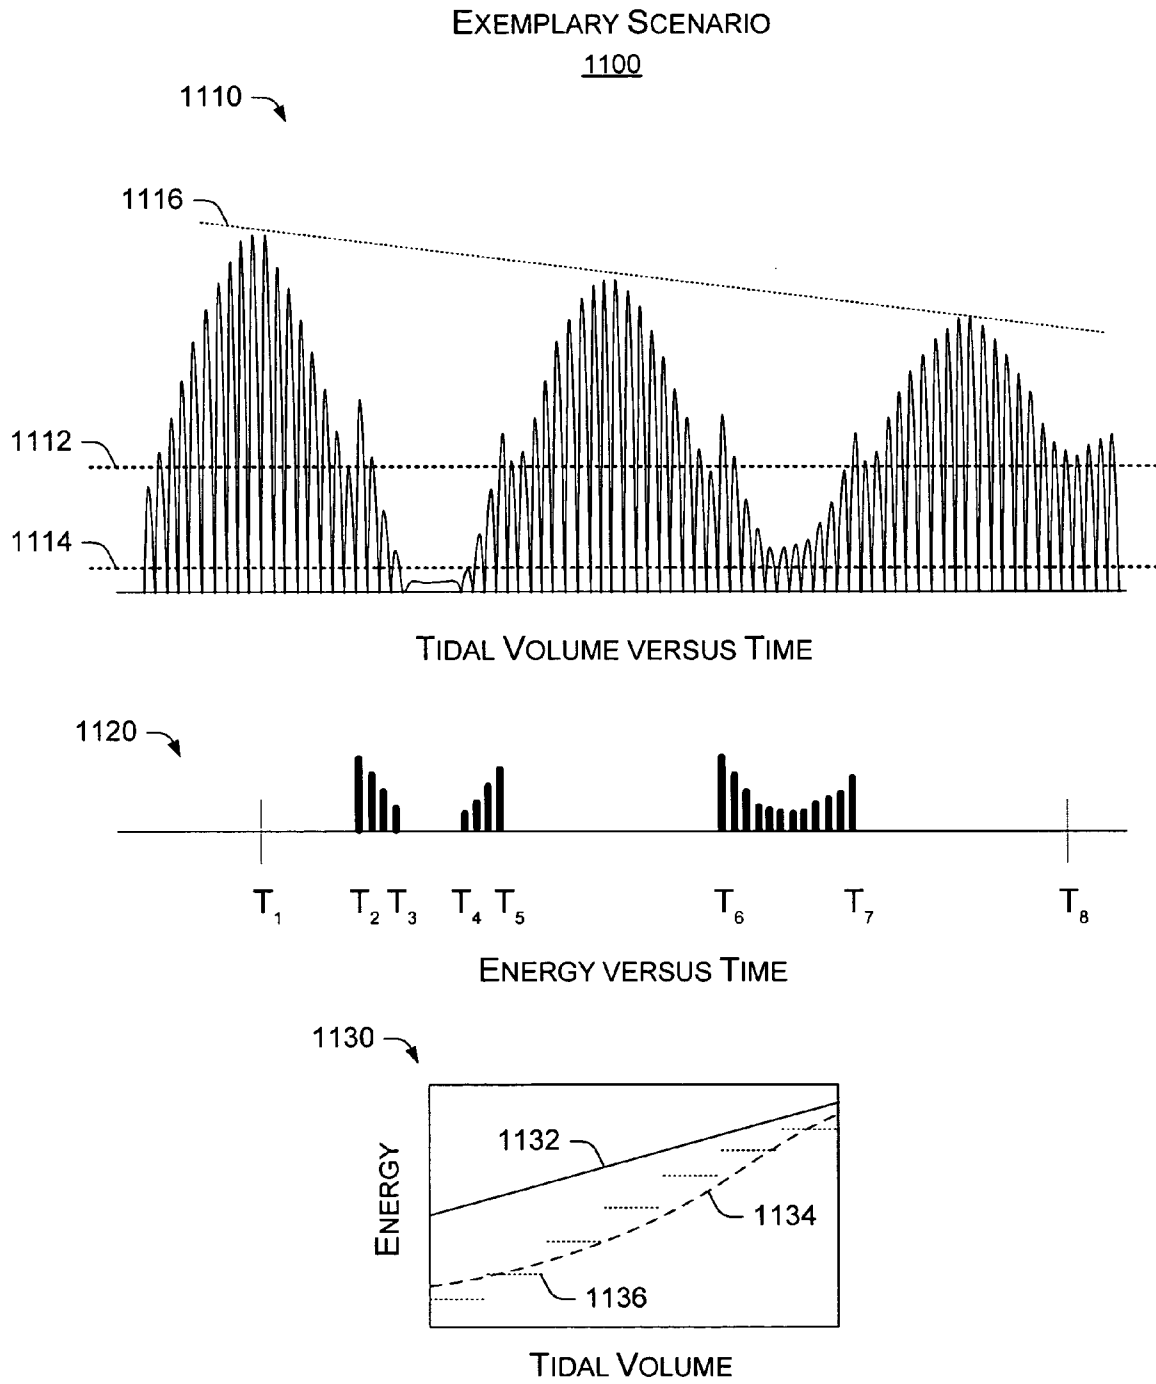 EXEMPLARY SCENARIO
1100
1110
1116
1112
1114
TIDAL VOLUME VERSUS TIME
1120
T1 T2 T3 T4 T5 T6 T7 T8
ENERGY VERSUS TIME
1130
ENERGY
1132
1134
1136
TIDAL VOLUME